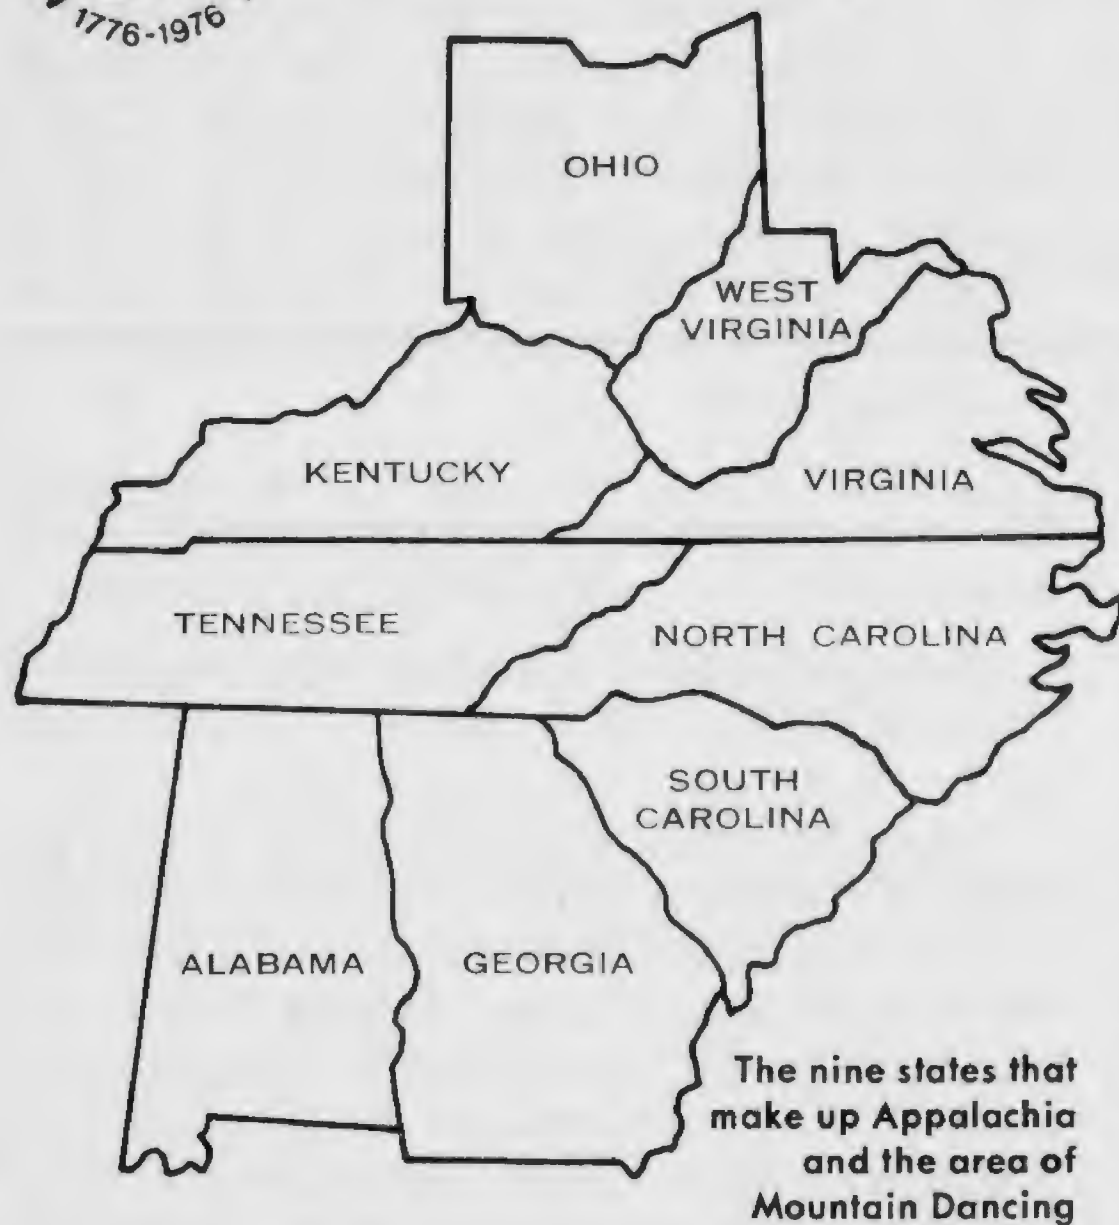 1776-1976
OHIO
WEST
VIRGINIA
KENTUCKY
VIRGINIA
TENNESSEE
NORTH CAROLINA
SOUTH
CAROLINA
ALABAMA
GEORGIA
The nine states that
make up Appalachia
and the area of
Mountain Dancing